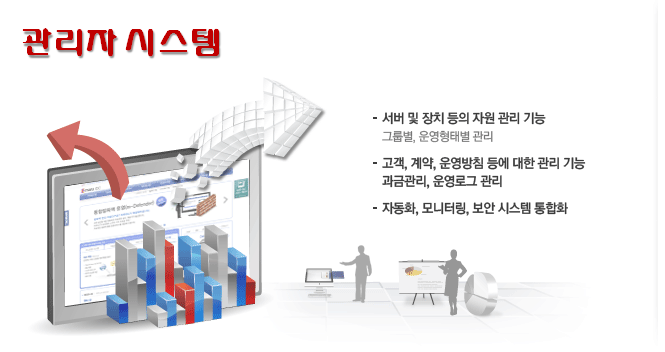 관리자 시스템
- 서버 및 장치 등의 자원 관리 기능
그룹별, 운영형태별 관리
- 고객, 계약, 운영방침 등에 대한 관리 기능
과금관리, 운영로그 관리
- 자동화, 모니터링, 보안 시스템 통합화